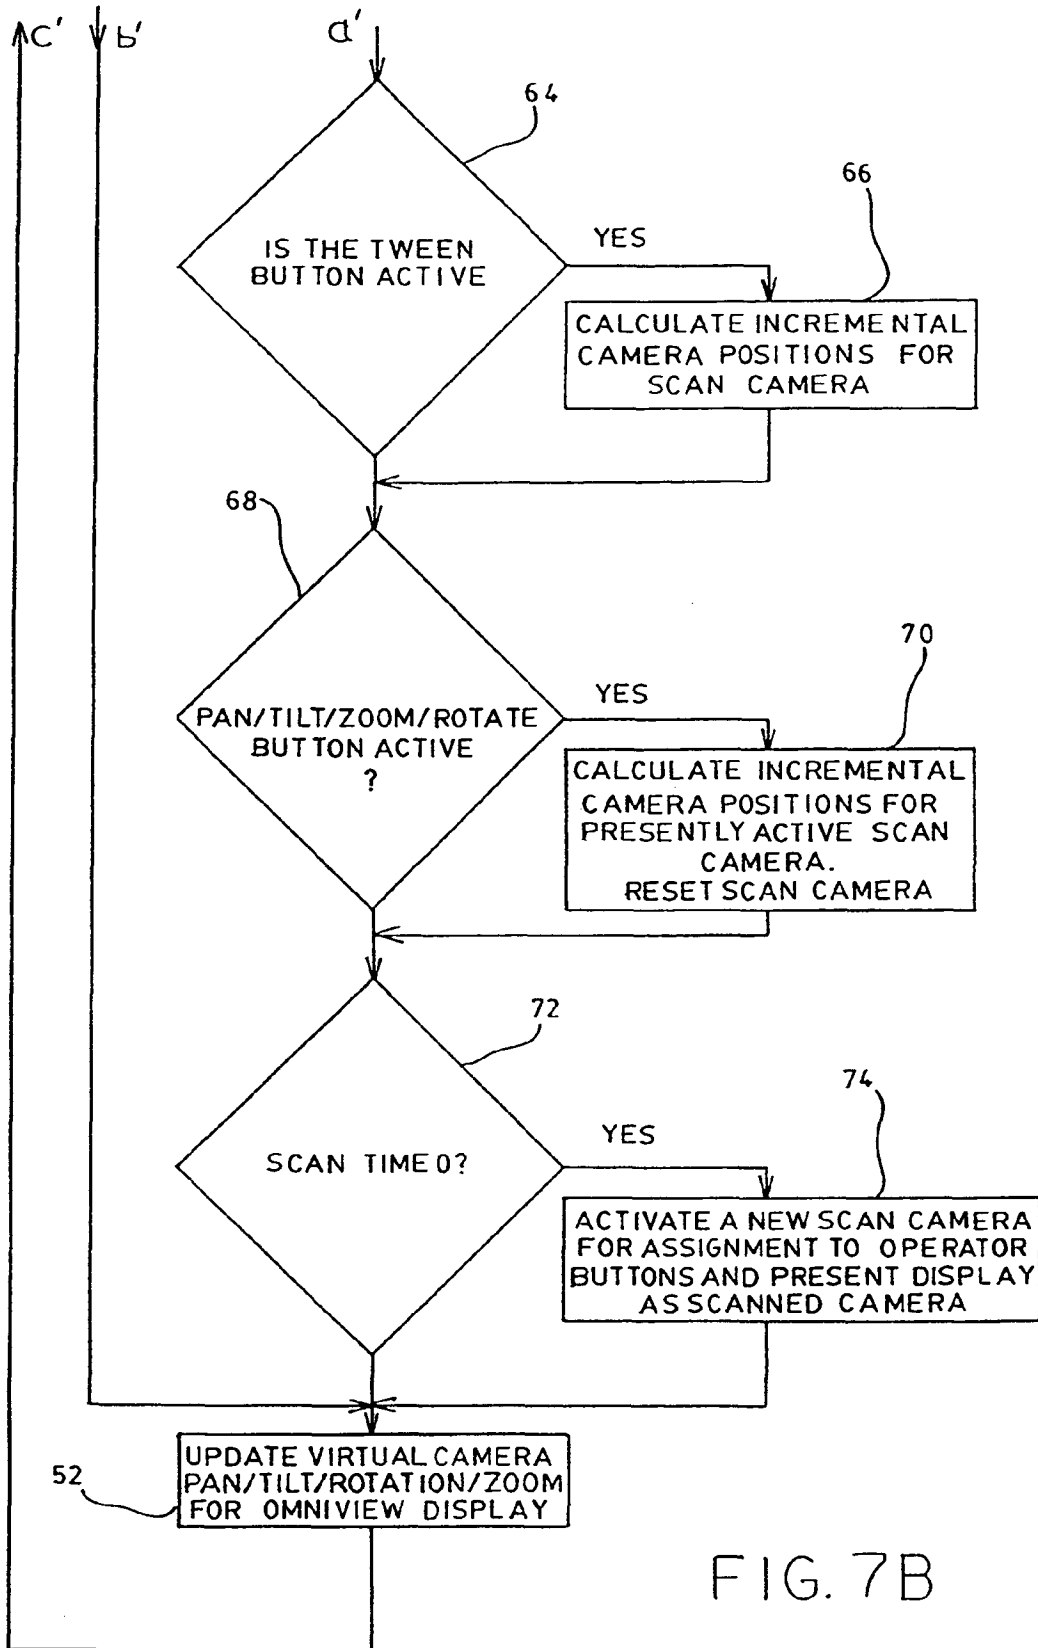 C' b' a'
64
IS THE TWEEN
BUTTON ACTIVE
YES
66
CALCULATE INCREMENTAL
CAMERA POSITIONS FOR
SCAN CAMERA
68
PAN/TILT/ZOOM/ROTATE
BUTTON ACTIVE
?
YES
70
CALCULATE INCREMENTAL
CAMERA POSITIONS FOR
PRESENTLY ACTIVE SCAN
CAMERA.
RESET SCAN CAMERA
72
SCAN TIME 0?
YES
74
ACTIVATE A NEW SCAN CAMERA
FOR ASSIGNMENT TO OPERATOR
BUTTONS AND PRESENT DISPLAY
AS SCANNED CAMERA
52
UPDATE VIRTUAL CAMERA
PAN/TILT/ROTATION/ZOOM
FOR OMNIVIEW DISPLAY
FIG. 7B